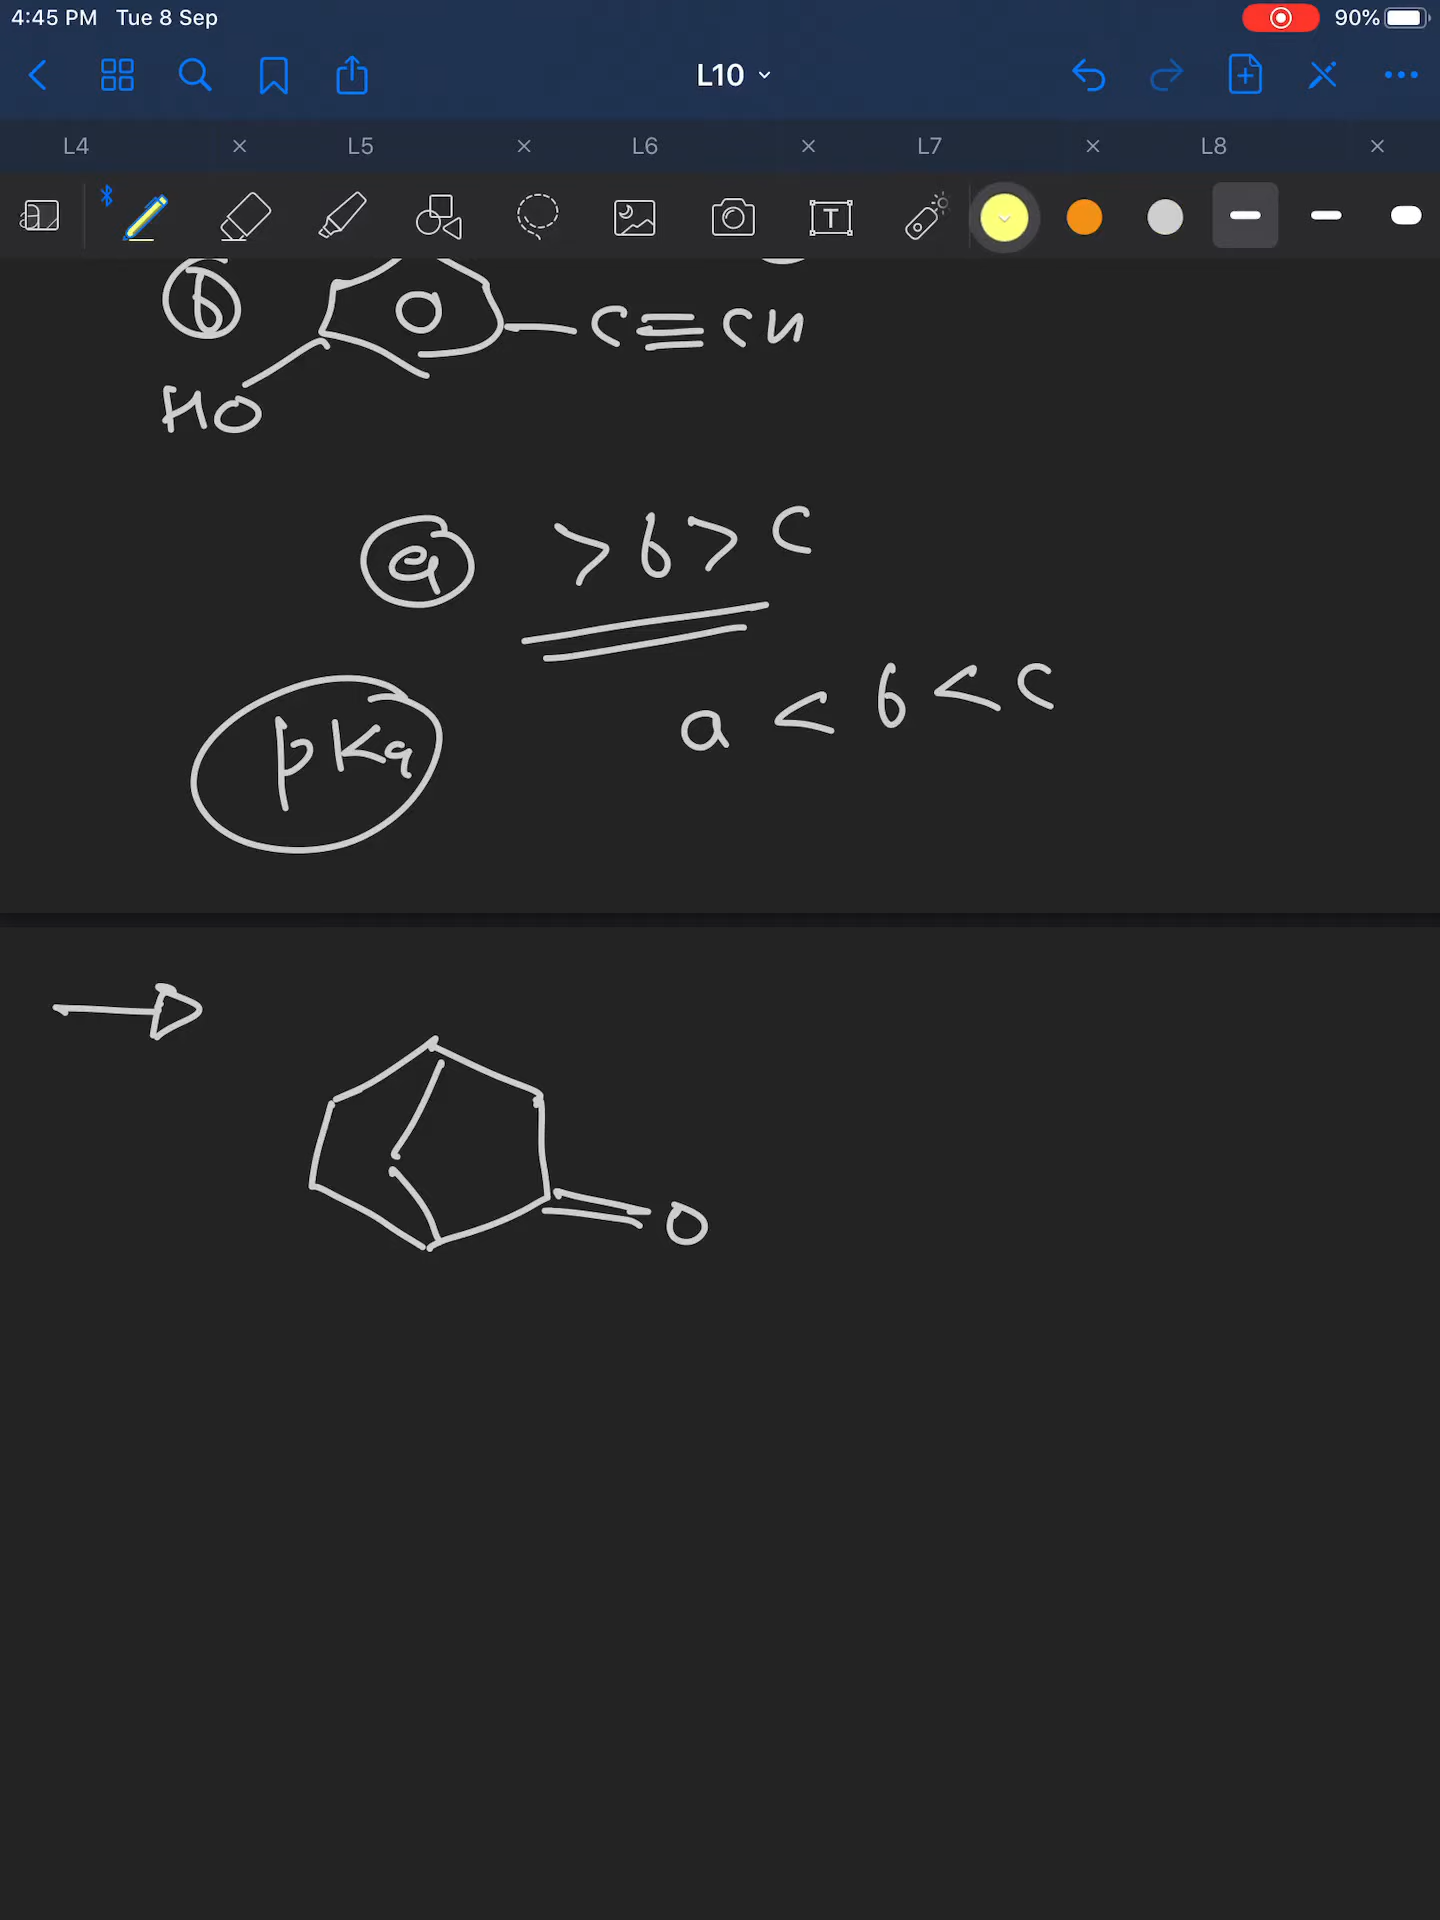 4:45 PM Tue 8 Sep 90%
L10
L4 × L5 × L6 × L7 × L8 ×
T
b
C≡CH
HO
a > b > c
a < b < c
pKa
O